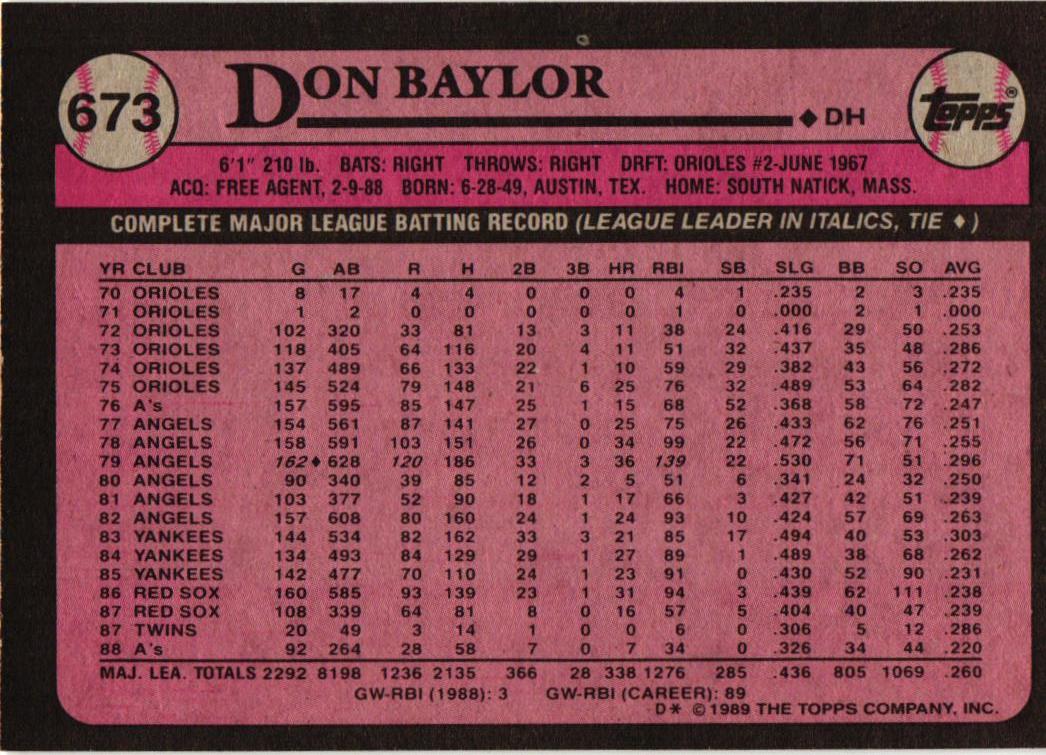 673 DON BAYLOR ◆ DH Topps®
6'1" 210 lb. BATS: RIGHT THROWS: RIGHT DRFT: ORIOLES #2-JUNE 1967
ACQ: FREE AGENT, 2-9-88 BORN: 6-28-49, AUSTIN, TEX. HOME: SOUTH NATICK, MASS.
COMPLETE MAJOR LEAGUE BATTING RECORD (LEAGUE LEADER IN ITALICS, TIE ♦)
YR CLUB G AB R H 2B 3B HR RBI SB SLG BB SO AVG
70 ORIOLES 8 17 4 4 0 0 0 4 1 .235 2 3 .235
71 ORIOLES 1 2 0 0 0 0 0 1 0 .000 2 1 .000
72 ORIOLES 102 320 33 81 13 3 11 38 24 .416 29 50 .253
73 ORIOLES 118 405 64 116 20 4 11 51 32 .437 35 48 .286
74 ORIOLES 137 489 66 133 22 1 10 59 29 .382 43 56 .272
75 ORIOLES 145 524 79 148 21 6 25 76 32 .489 53 64 .282
76 A's 157 595 85 147 25 1 15 68 52 .368 58 72 .247
77 ANGELS 154 561 87 141 27 0 25 75 26 .433 62 76 .251
78 ANGELS 158 591 103 151 26 0 34 99 22 .472 56 71 .255
79 ANGELS 162♦ 628 120 186 33 3 36 139 22 .530 71 51 .296
80 ANGELS 90 340 39 85 12 2 5 51 6 .341 24 32 .250
81 ANGELS 103 377 52 90 18 1 17 66 3 .427 42 51 .239
82 ANGELS 157 608 80 160 24 1 24 93 10 .424 57 69 .263
83 YANKEES 144 534 82 162 33 3 21 85 17 .494 40 53 .303
84 YANKEES 134 493 84 129 29 1 27 89 1 .489 38 68 .262
85 YANKEES 142 477 70 110 24 1 23 91 0 .430 52 90 .231
86 RED SOX 160 585 93 139 23 1 31 94 3 .439 62 111 .238
87 RED SOX 108 339 64 81 8 0 16 57 5 .404 40 47 .239
87 TWINS 20 49 3 14 1 0 0 6 0 .306 5 12 .286
88 A's 92 264 28 58 7 0 7 34 0 .326 34 44 .220
MAJ. LEA. TOTALS 2292 8198 1236 2135 366 28 338 1276 285 .436 805 1069 .260
GW-RBI (1988): 3 GW-RBI (CAREER): 89
D* ©1989 THE TOPPS COMPANY, INC.